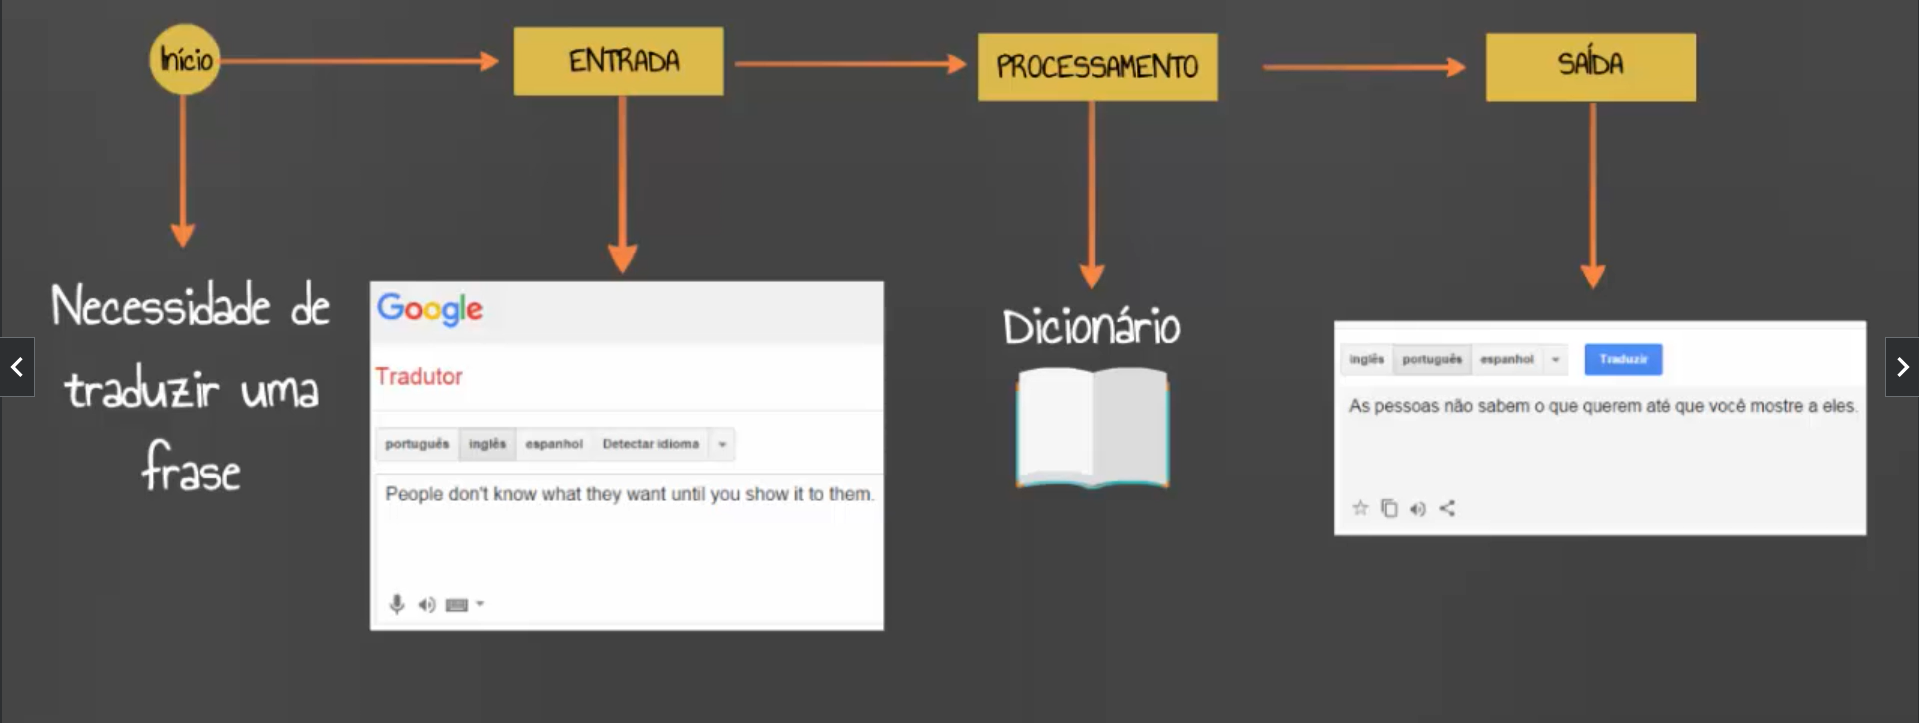 Início
ENTRADA
PROCESSAMENTO
SAÍDA
Necessidade de
traduzir uma
frase
Google
Tradutor
português inglês espanhol Detectar idioma
People don't know what they want until you show it to them.
Dicionário
inglês português espanhol Traduzir
As pessoas não sabem o que querem até que você mostre a eles.